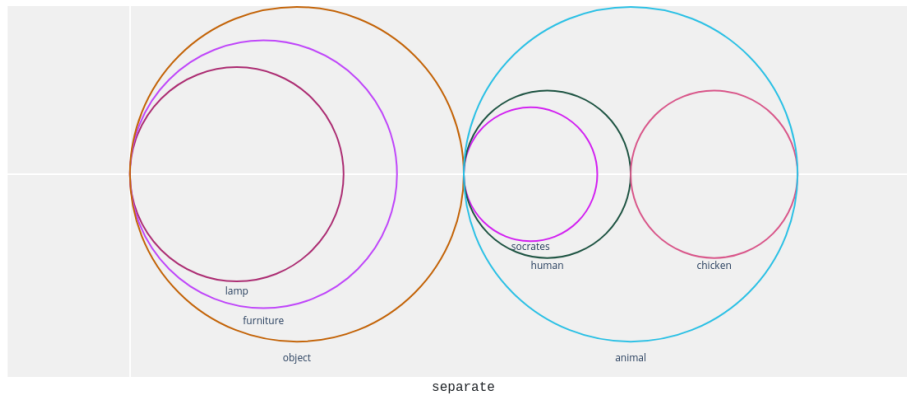 socrates
human
chicken
lamp
furniture
object
animal
separate